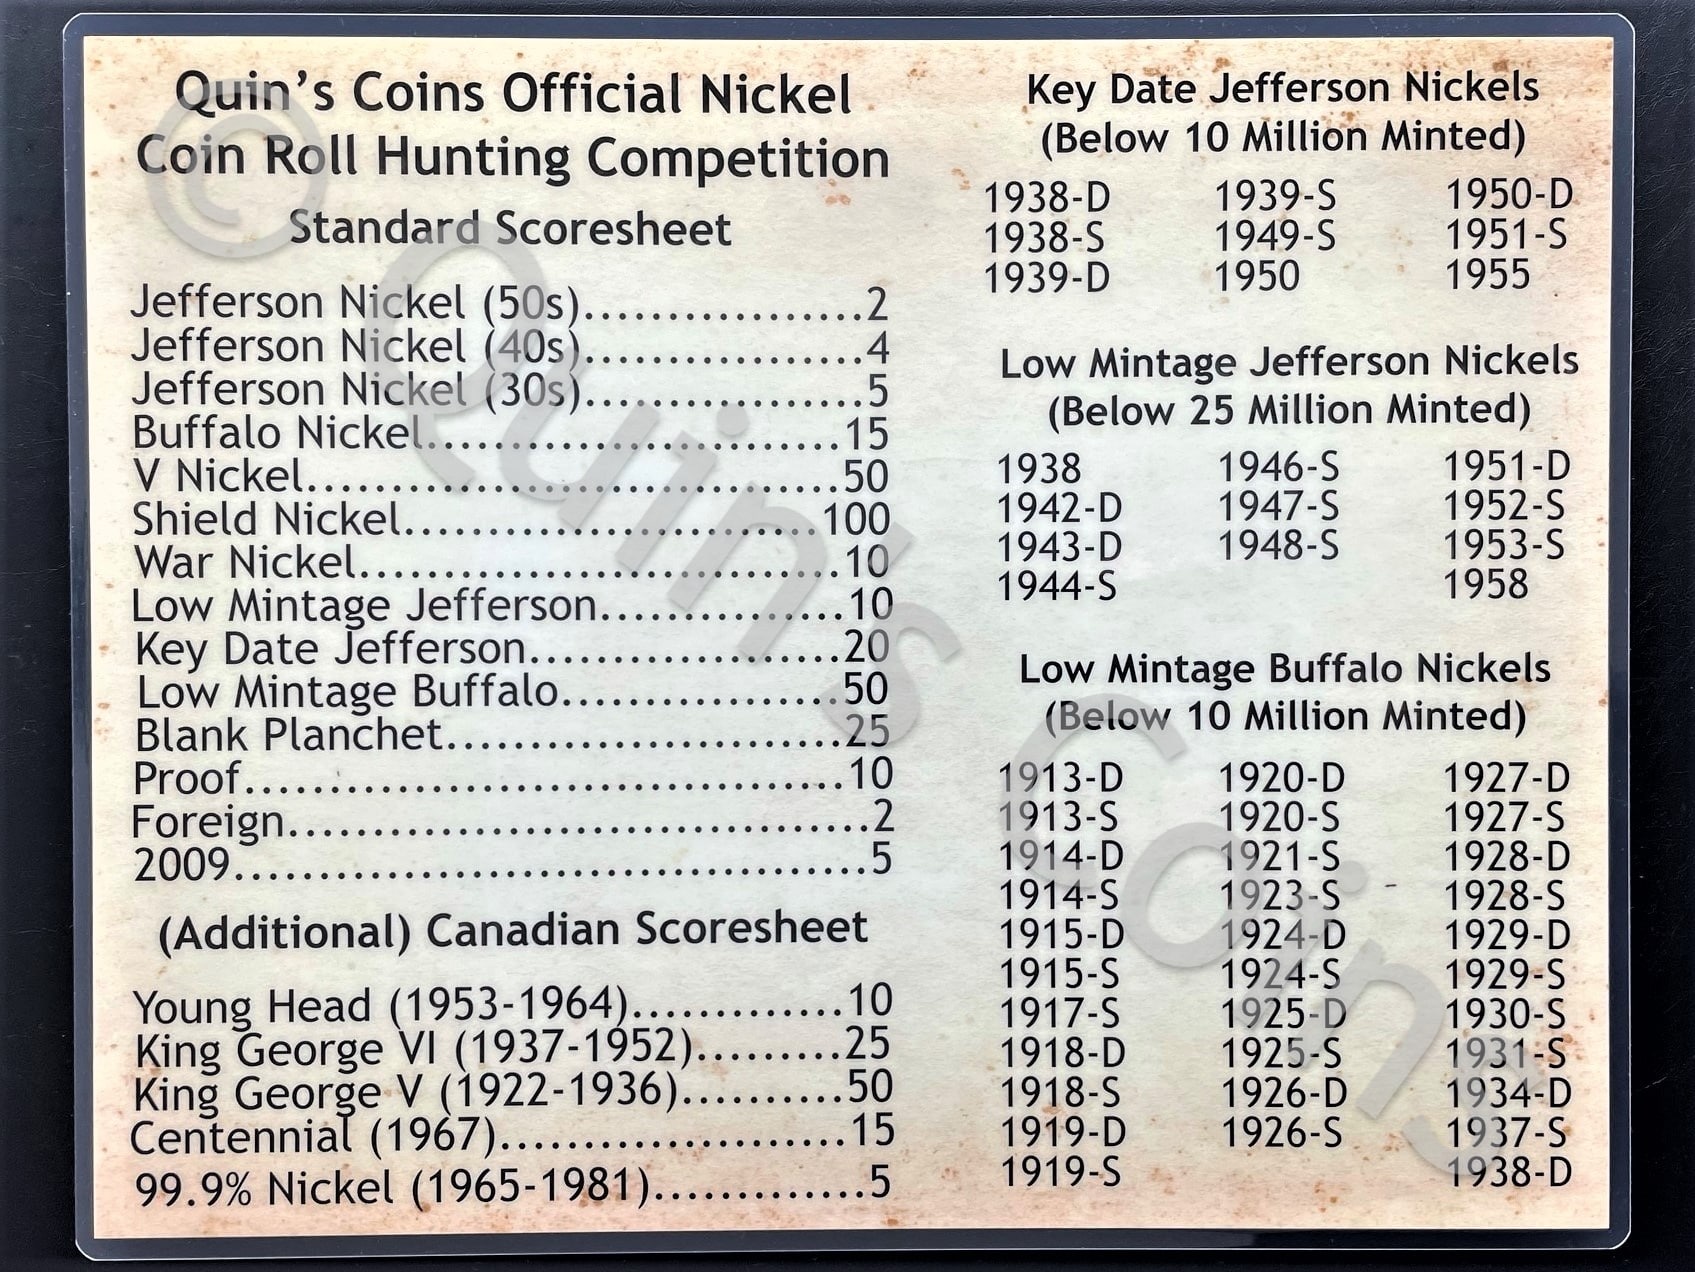 Quin's Coins Official Nickel
Coin Roll Hunting Competition
Standard Scoresheet
Jefferson Nickel (50s).................2
Jefferson Nickel (40s).................4
Jefferson Nickel (30s).................5
Buffalo Nickel.........................15
V Nickel................................50
Shield Nickel.........................100
War Nickel.............................10
Low Mintage Jefferson...............10
Key Date Jefferson...................20
Low Mintage Buffalo.................50
Blank Planchet........................25
Proof....................................10
Foreign...................................2
2009.......................................5
(Additional) Canadian Scoresheet
Young Head (1953-1964).............10
King George VI (1937-1952).........25
King George V (1922-1936)..........50
Centennial (1967).....................15
99.9% Nickel (1965-1981).............5
Key Date Jefferson Nickels
(Below 10 Million Minted)
1938-D 1939-S 1950-D
1938-S 1949-S 1951-S
1939-D 1950 1955
Low Mintage Jefferson Nickels
(Below 25 Million Minted)
1938 1946-S 1951-D
1942-D 1947-S 1952-S
1943-D 1948-S 1953-S
1944-S 1958
Low Mintage Buffalo Nickels
(Below 10 Million Minted)
1913-D 1920-D 1927-D
1913-S 1920-S 1927-S
1914-D 1921-S 1928-D
1914-S 1923-S 1928-S
1915-D 1924-D 1929-D
1915-S 1924-S 1929-S
1917-S 1925-D 1930-S
1918-D 1925-S 1931-S
1918-S 1926-D 1934-D
1919-D 1926-S 1937-S
1919-S 1938-D
© Quin's Coins